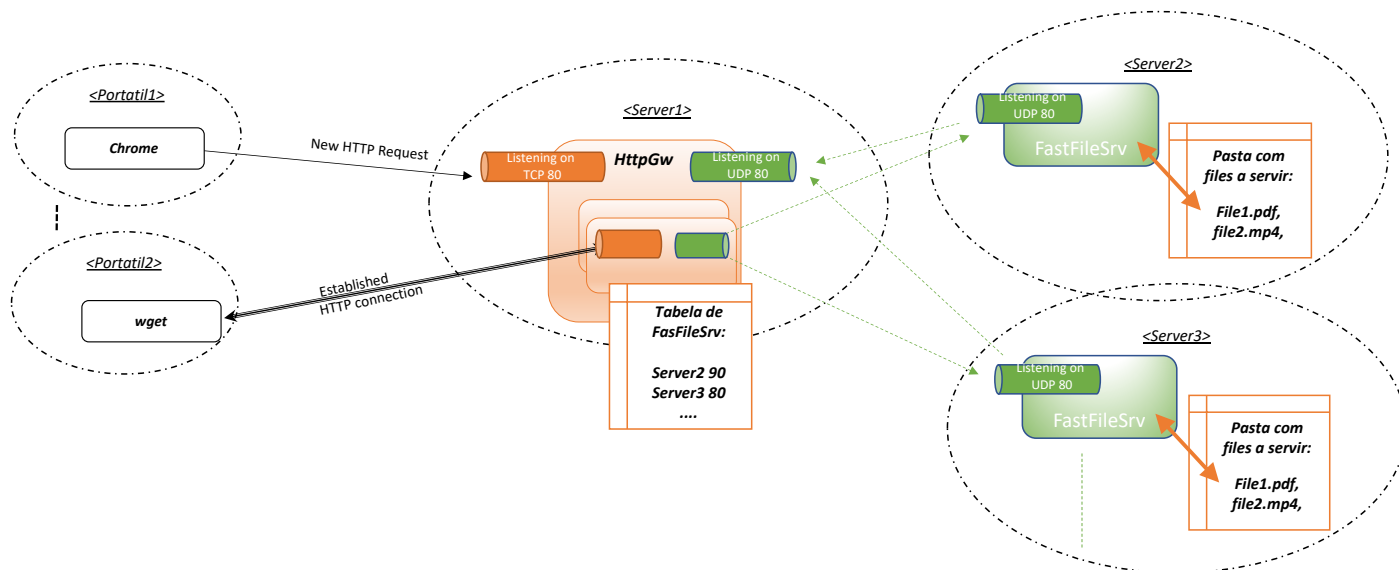 <Portatil1>
Chrome
New HTTP Request
<Portatil2>
wget
Established
HTTP connection
<Server1>
HttpGw
Listening on
TCP 80
Listening on
UDP 80
Tabela de
FasFileSrv:
Server2 90
Server3 80
....
<Server2>
Listening on
UDP 80
FastFileSrv
Pasta com
files a servir:
File1.pdf,
file2.mp4,
<Server3>
Listening on
UDP 80
FastFileSrv
Pasta com
files a servir:
File1.pdf,
file2.mp4,